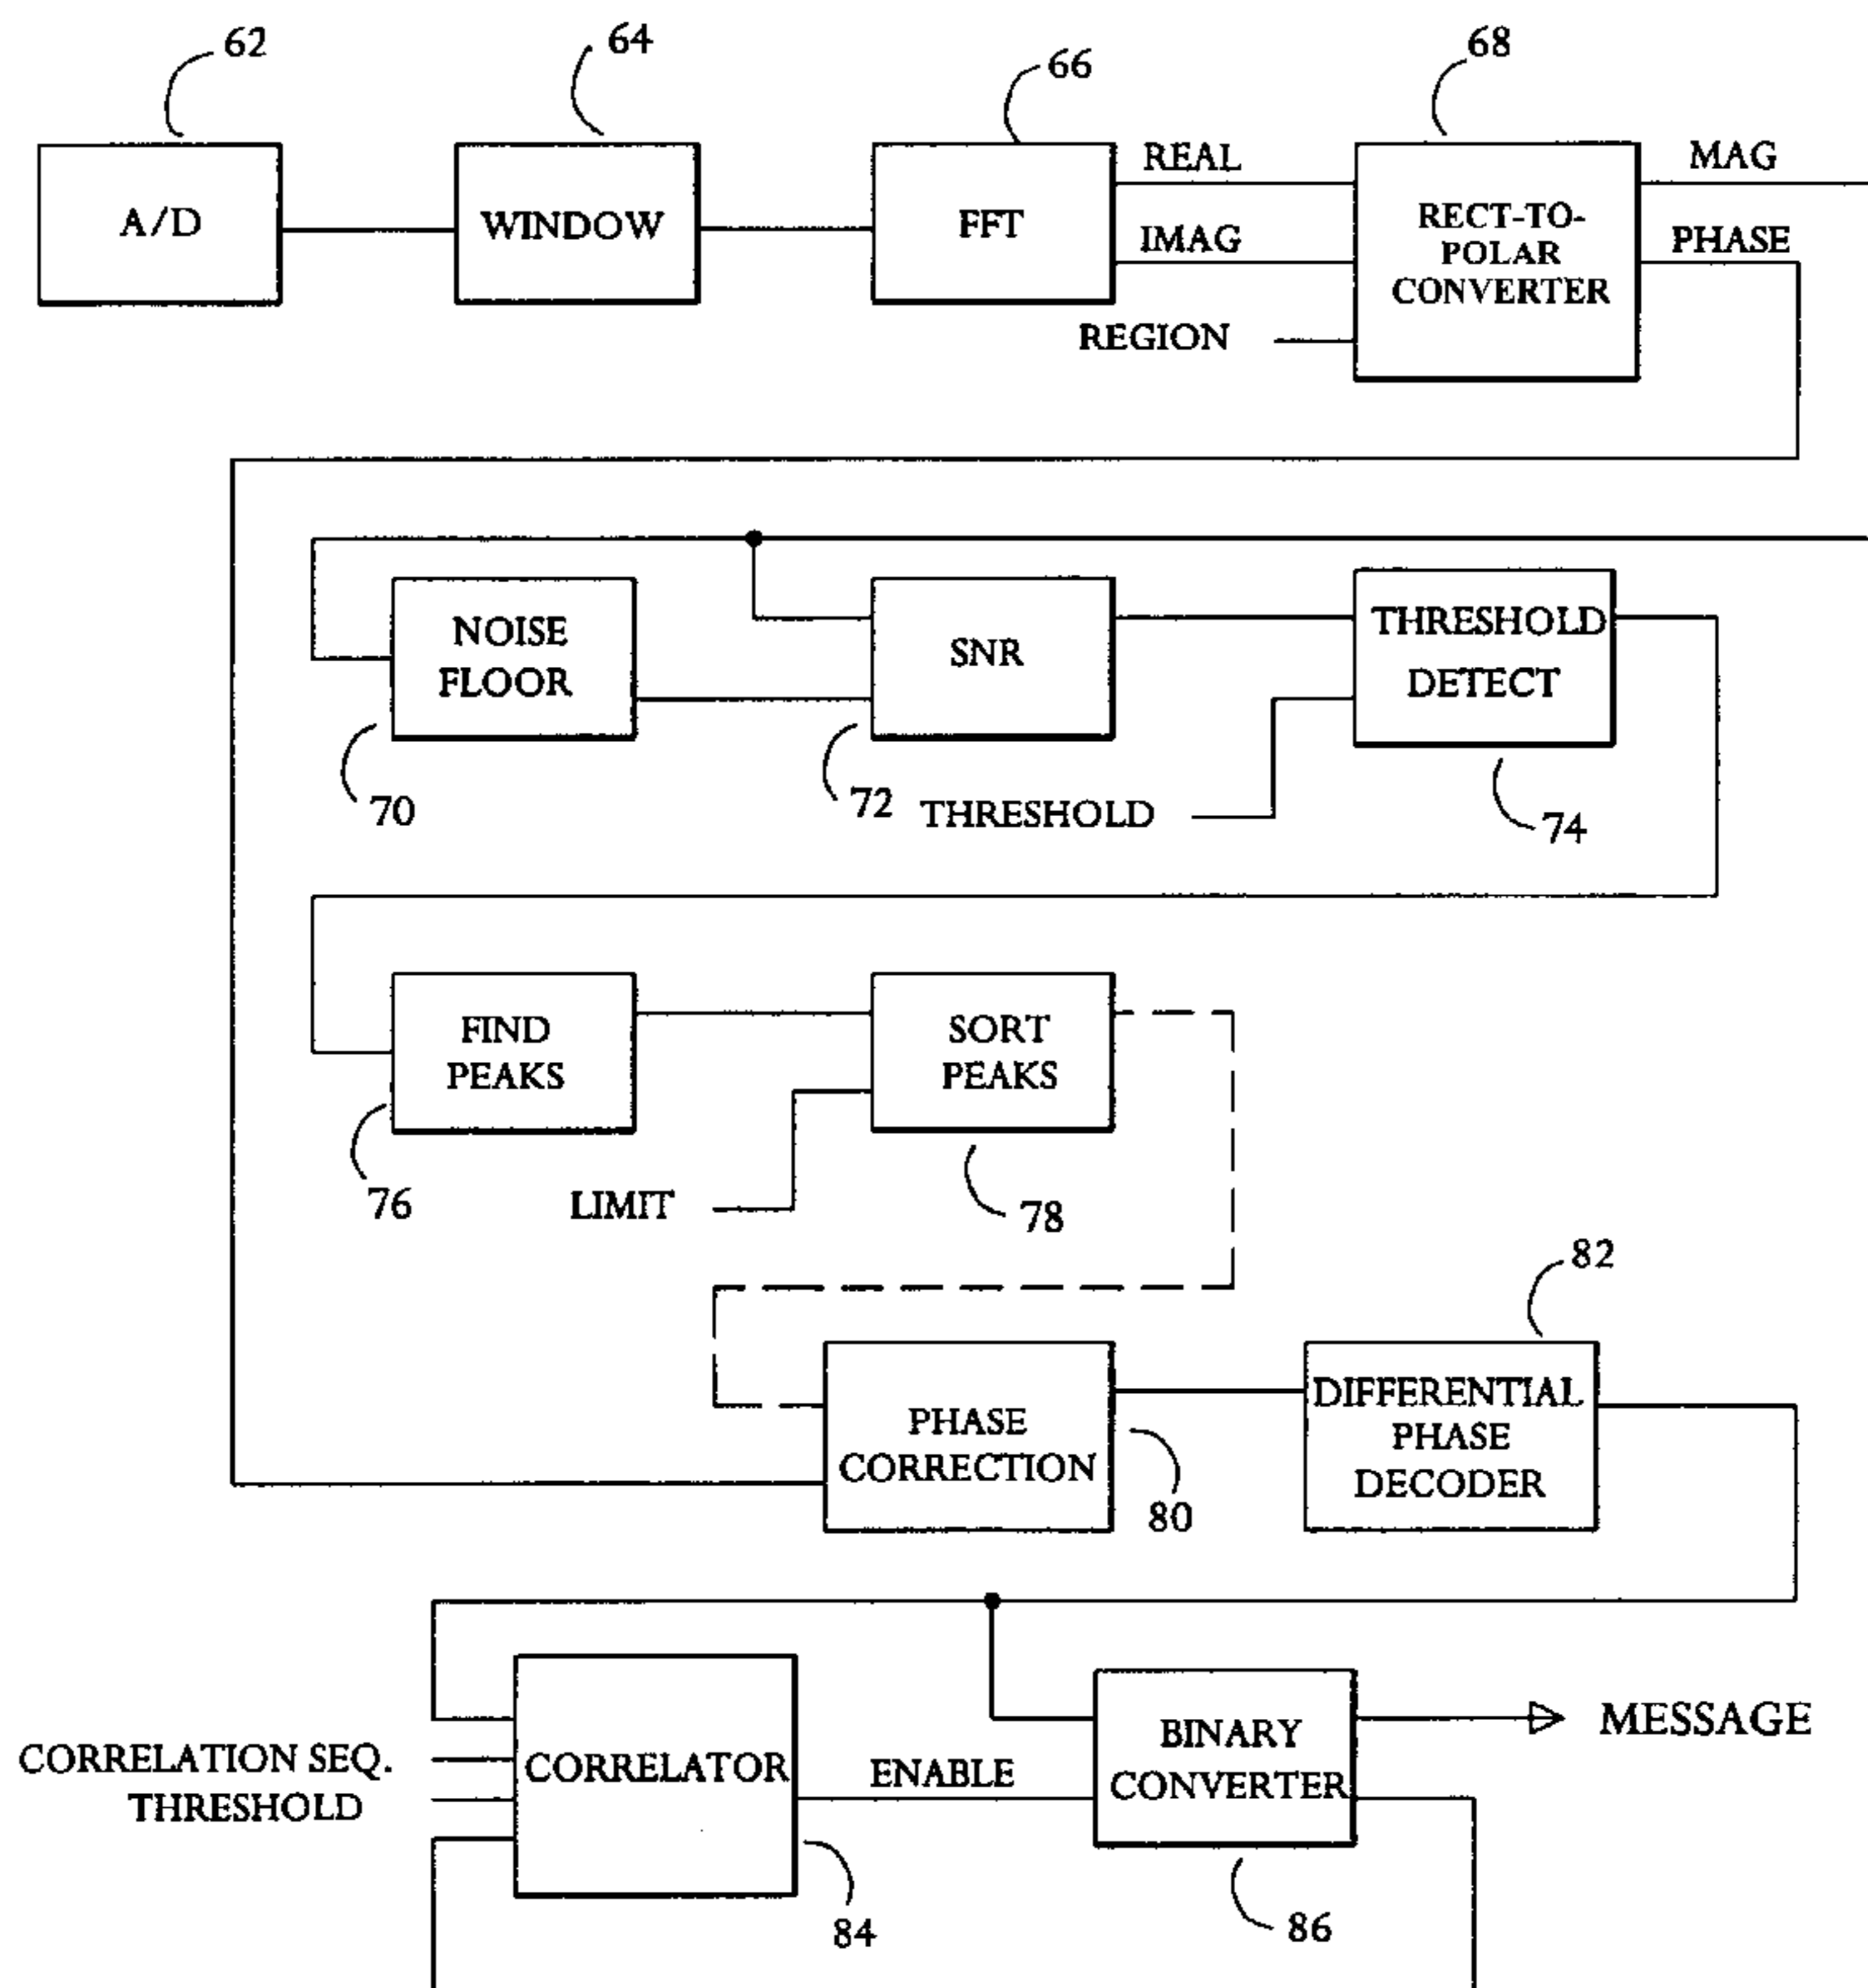 62
64
66
68
A/D
WINDOW
FFT
REAL
IMAG
REGION
RECT-TO-
POLAR
CONVERTER
MAG
PHASE
NOISE
FLOOR
70
SNR
72
THRESHOLD
THRESHOLD
DETECT
74
FIND
PEAKS
76
LIMIT
SORT
PEAKS
78
PHASE
CORRECTION
80
82
DIFFERENTIAL
PHASE
DECODER
CORRELATION SEQ.
THRESHOLD
CORRELATOR
84
ENABLE
BINARY
CONVERTER
86
MESSAGE